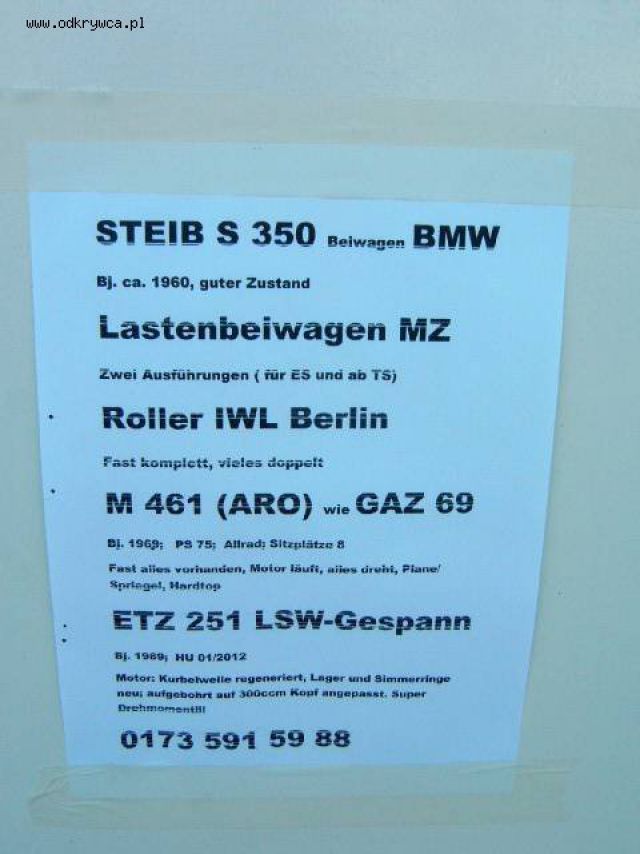 www.odkrywca.pl
STEIB S 350 Beiwagen BMW
Bj. ca. 1960, guter Zustand
Lastenbeiwagen MZ
Zwei Ausführungen ( für ES und ab TS)
Roller IWL Berlin
Fast komplett, vieles doppelt
M 461 (ARO) wie GAZ 69
Bj. 1969; PS 75; Allrad; Sitzplätze 8
Fast alles vorhanden, Motor läuft, alles dreht, Plane/
Spriegel, Hardtop
ETZ 251 LSW-Gespann
Bj. 1989; HU 01/2012
Motor: Kurbelwelle regeneriert, Lager und Simmerringe
neu; aufgebohrt auf 300ccm Kopf angepasst. Super
Drehmoment!!!
0173 591 59 88